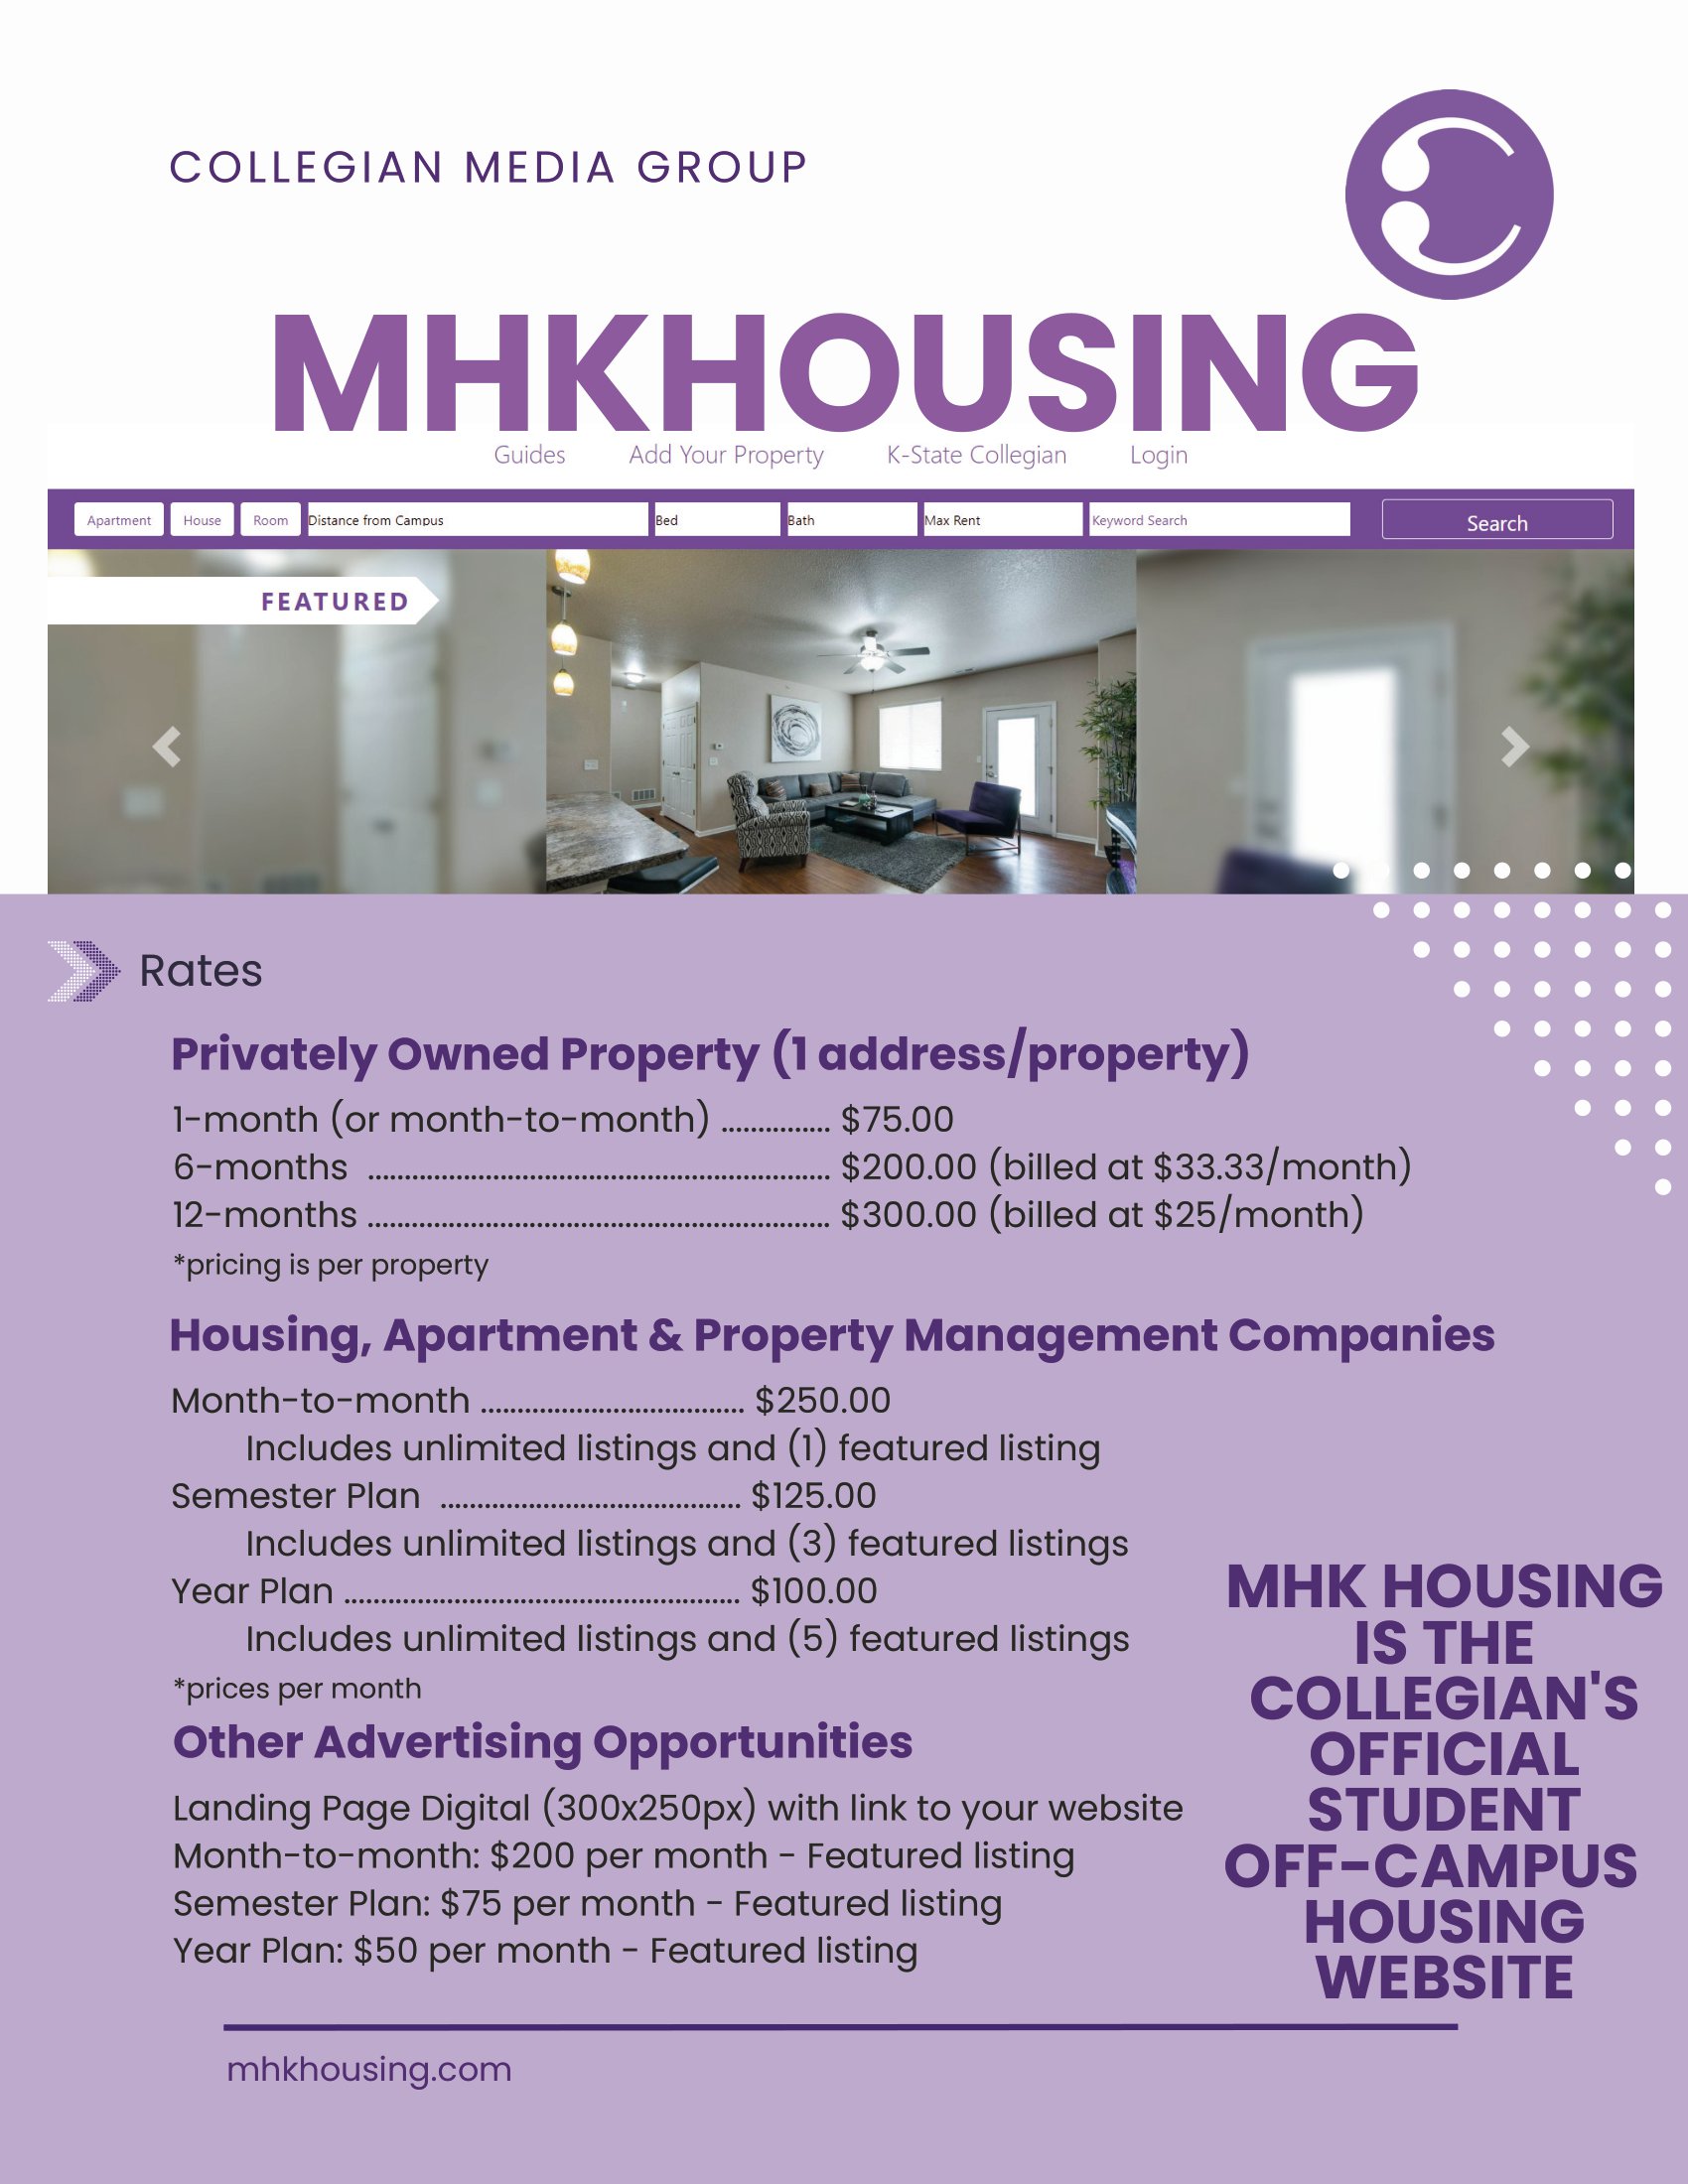 COLLEGIAN MEDIA GROUP
MHKHOUSING
Guides Add Your Property K-State Collegian Login
Apartment House Room Distance from Campus Bed Bath Max Rent Keyword Search Search
FEATURED
Rates
Privately Owned Property (1 address/property)
1-month (or month-to-month) ............... $75.00
6-months ............................................................... $200.00 (billed at $33.33/month)
12-months ............................................................... $300.00 (billed at $25/month)
*pricing is per property
Housing, Apartment & Property Management Companies
Month-to-month .................................... $250.00
Includes unlimited listings and (1) featured listing
Semester Plan ......................................... $125.00
Includes unlimited listings and (3) featured listings
Year Plan ...................................................... $100.00
Includes unlimited listings and (5) featured listings
*prices per month
Other Advertising Opportunities
Landing Page Digital (300x250px) with link to your website
Month-to-month: $200 per month - Featured listing
Semester Plan: $75 per month - Featured listing
Year Plan: $50 per month - Featured listing
MHK HOUSING
IS THE
COLLEGIAN'S
OFFICIAL
STUDENT
OFF-CAMPUS
HOUSING
WEBSITE
mhkhousing.com